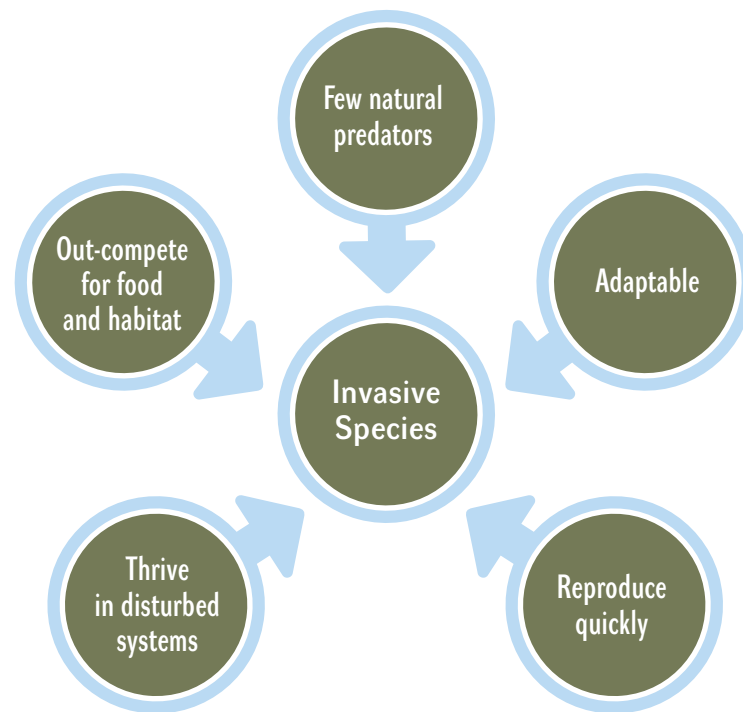 Few natural
predators
Out-compete
for food
and habitat
Adaptable
Invasive
Species
Thrive
in disturbed
systems
Reproduce
quickly